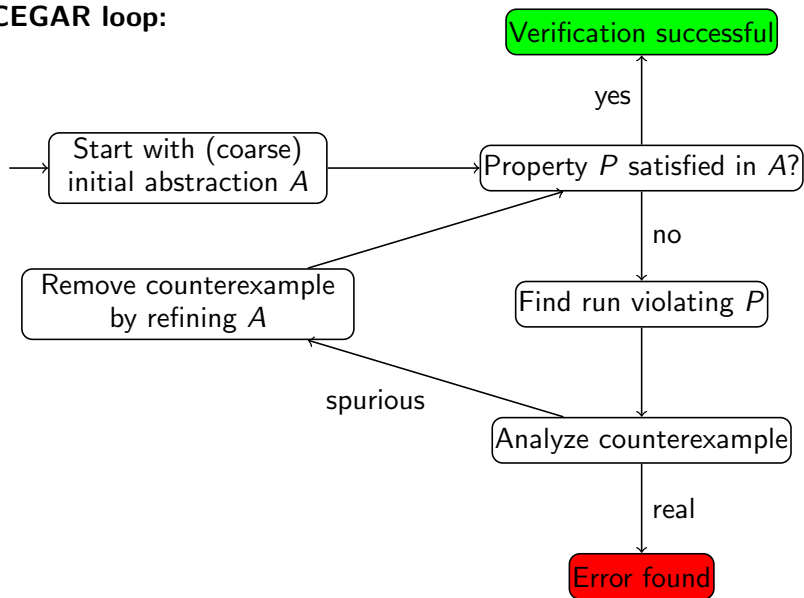 CEGAR loop:
Verification successful
yes
Start with (coarse)
initial abstraction A
Property P satisfied in A?
no
Remove counterexample
by refining A
Find run violating P
spurious
Analyze counterexample
real
Error found